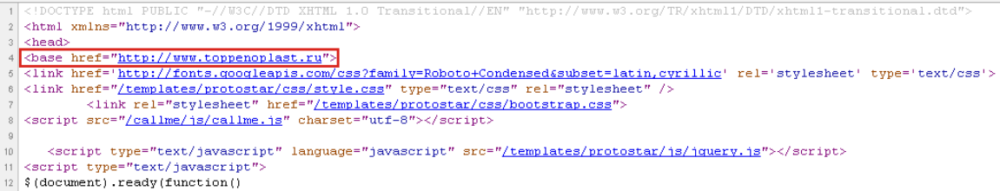 1 <!DOCTYPE html PUBLIC "-//W3C//DTD XHTML 1.0 Transitional//EN" "http://www.w3.org/TR/xhtml1/DTD/xhtml1-transitional.dtd">
2 <html xmlns="http://www.w3.org/1999/xhtml">
3 <head>
4 <base href="http://www.toppenoplast.ru">
5 <link href='http://fonts.googleapis.com/css?family=Roboto+Condensed&subset=latin,cyrillic' rel='stylesheet' type='text/css'>
6 <link href="/templates/protostar/css/style.css" type="text/css" rel="stylesheet" />
7 <link rel="stylesheet" href="/templates/protostar/css/bootstrap.css">
8 <script src="/callme/js/callme.js" charset="utf-8"></script>
9
10 <script type="text/javascript" language="javascript" src="/templates/protostar/js/jquery.js"></script>
11 <script type="text/javascript">
12 $(document).ready(function()